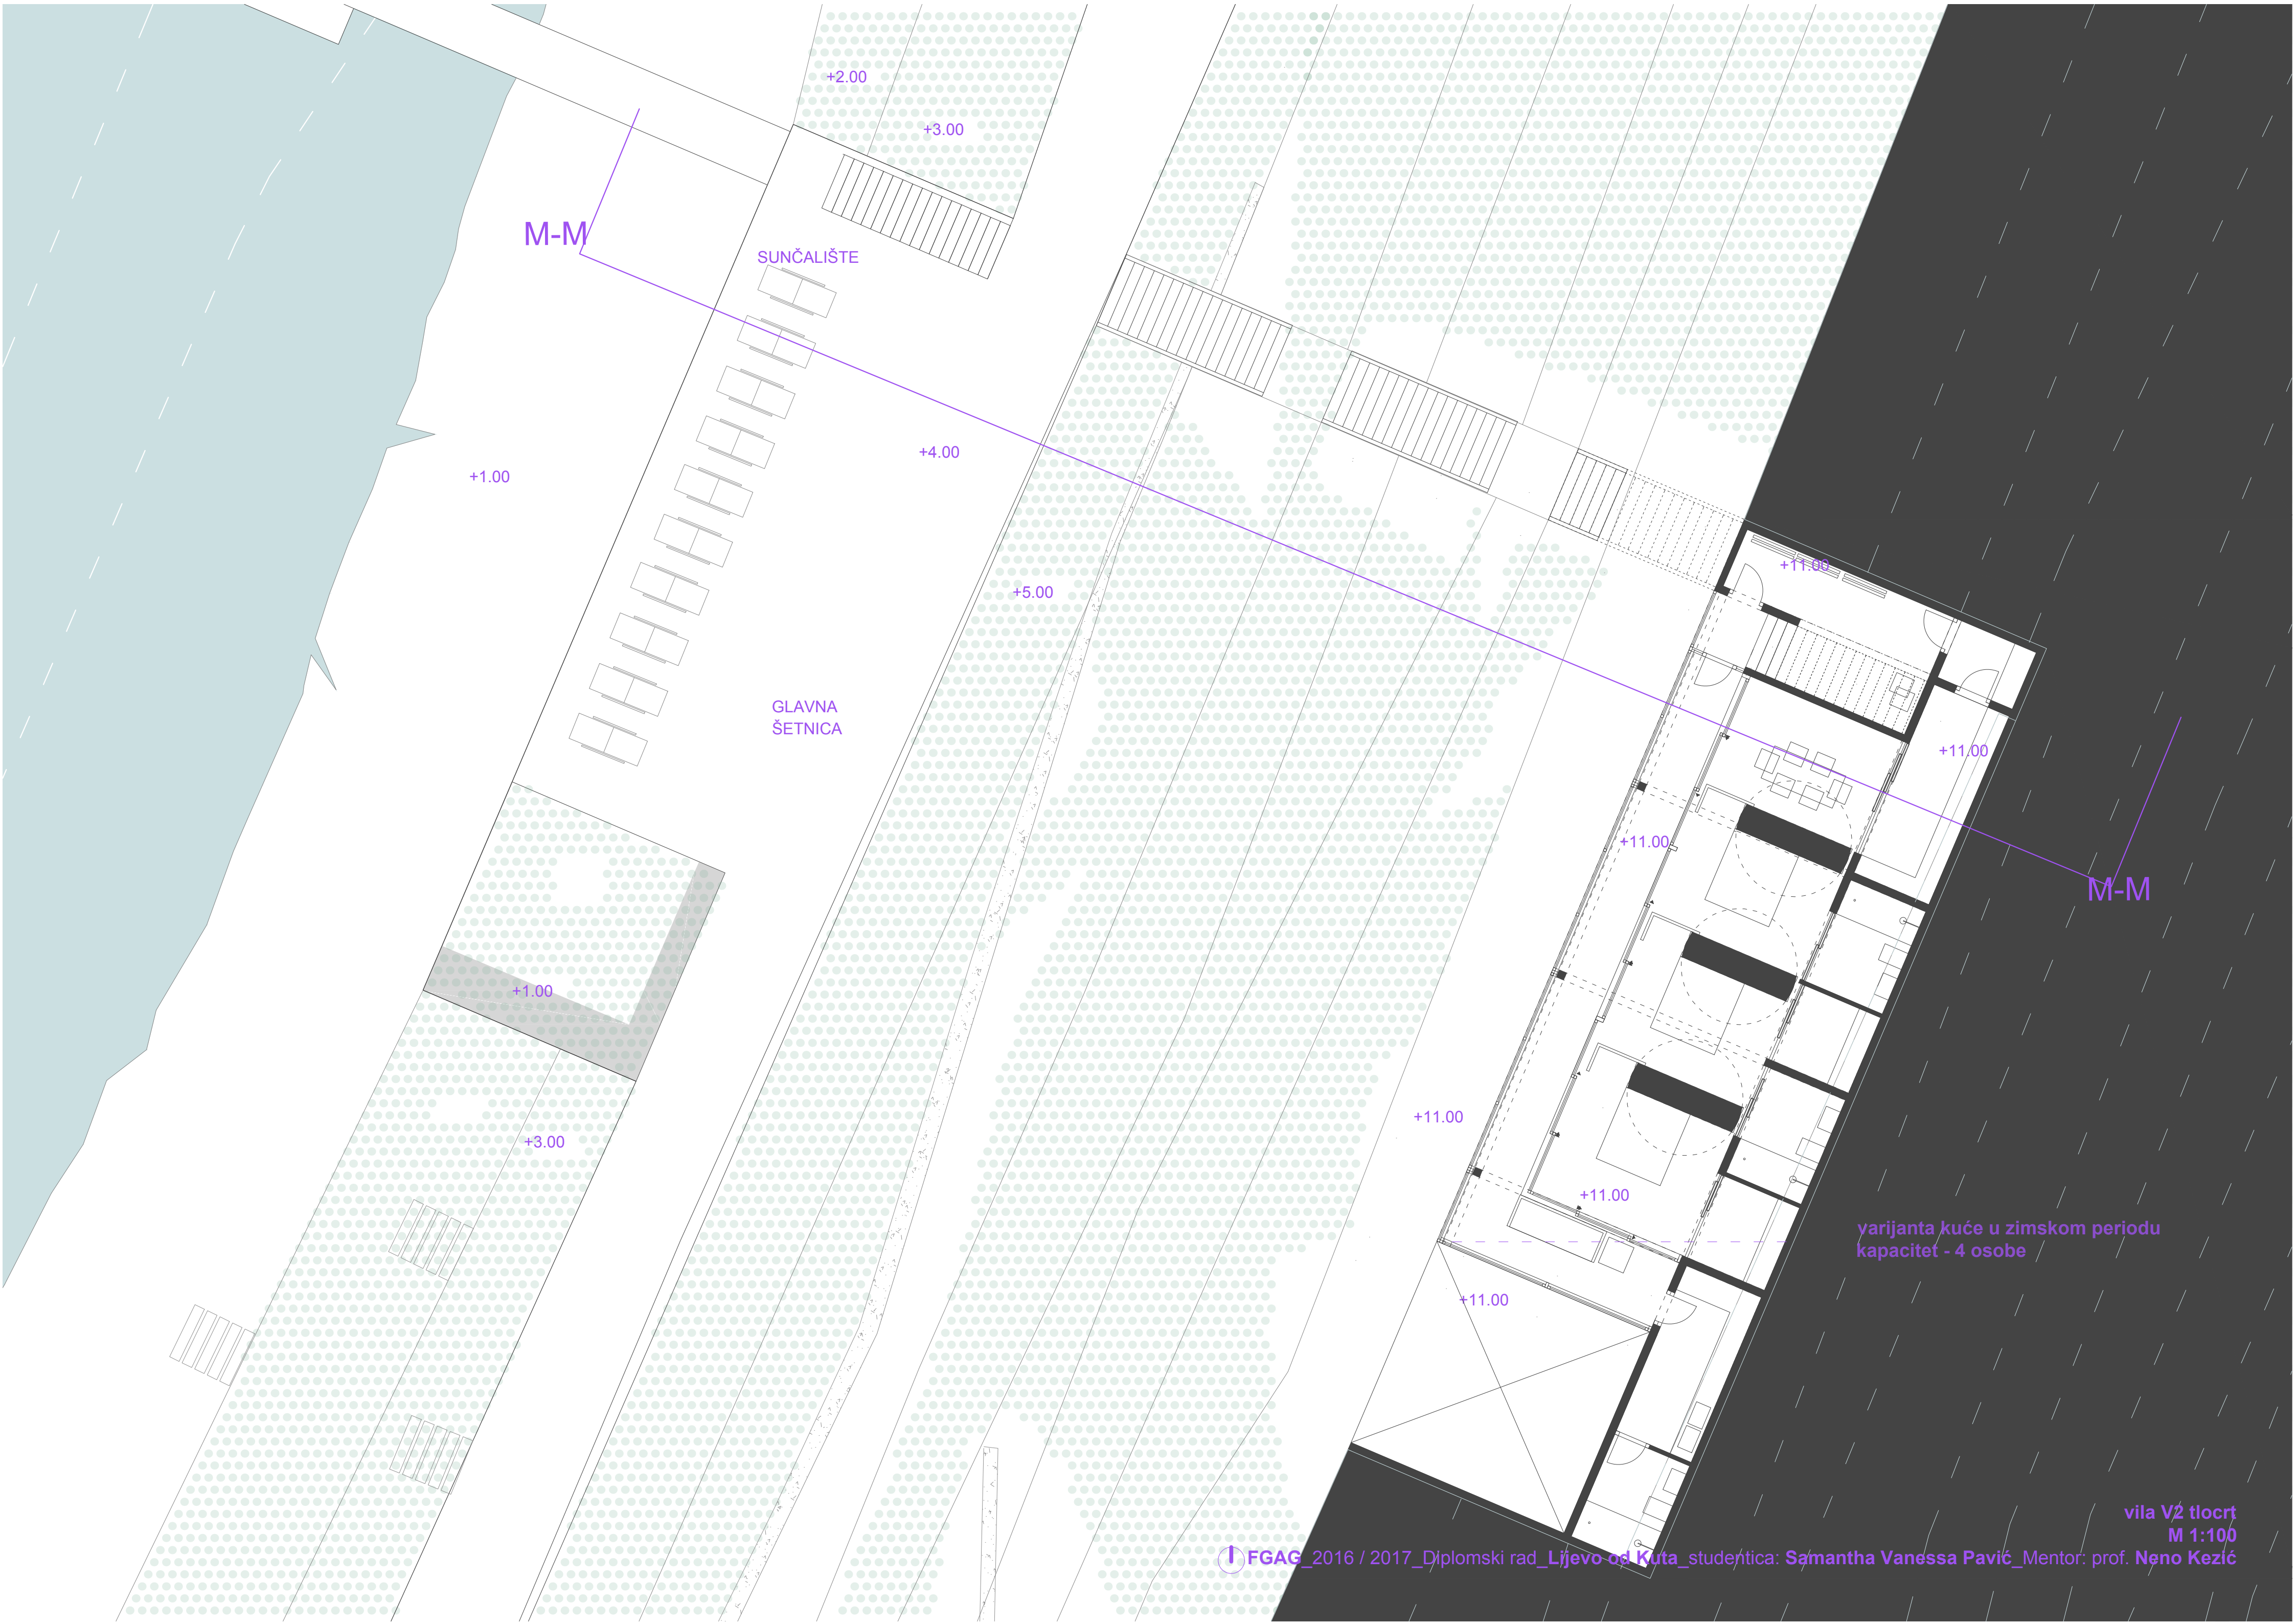 +2.00
+3.00
M-M
SUNČALIŠTE
+4.00
+1.00
+11.00
+5.00
GLAVNA
ŠETNICA
+11.00
+11.00
M-M
+1.00
+11.00
+3.00
+11.00
varijanta kuće u zimskom periodu
kapacitet - 4 osobe
+11.00
vila V2 tlocrt
M 1:100
FGAG_2016 / 2017_Diplomski rad_Lijevo od Kuta_studentica: Samantha Vanessa Pavić_Mentor: prof. Neno Kezić